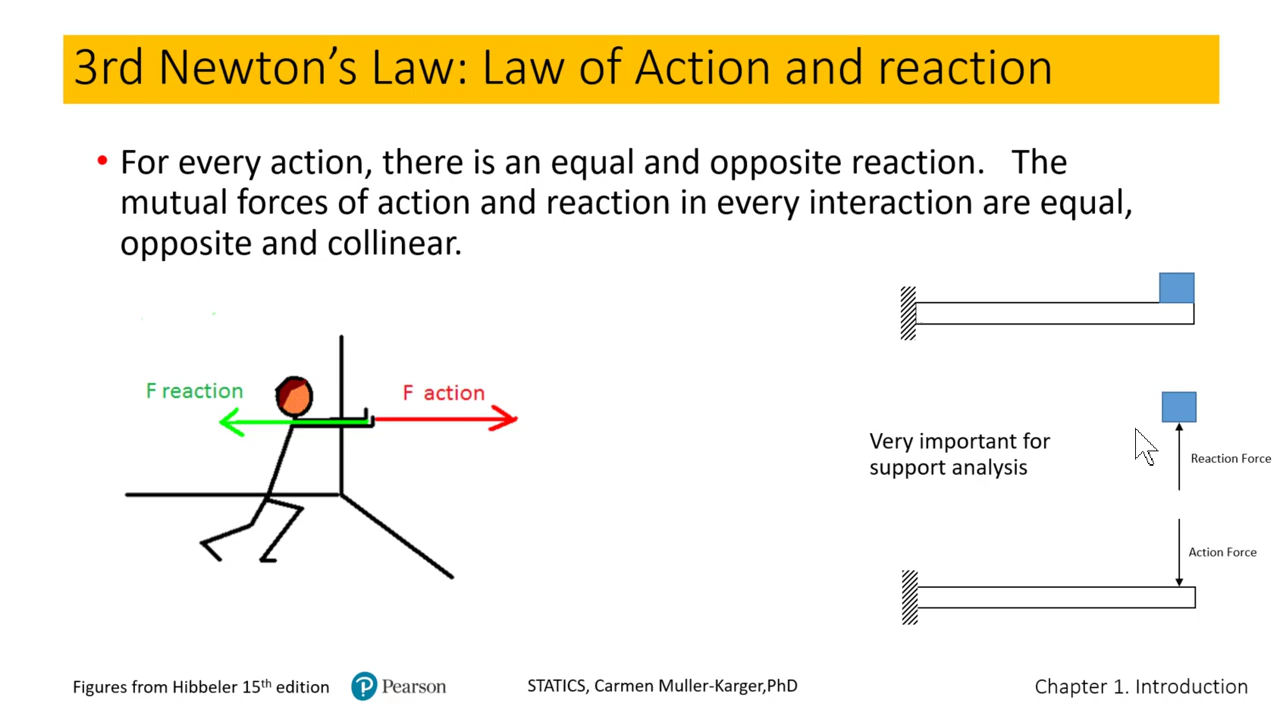 3rd Newton's Law: Law of Action and reaction
• For every action, there is an equal and opposite reaction. The
mutual forces of action and reaction in every interaction are equal,
opposite and collinear.
F reaction
F action
Very important for
support analysis
Reaction Force
Action Force
Figures from Hibbeler 15th edition
Pearson
STATICS, Carmen Muller-Karger,PhD
Chapter 1. Introduction